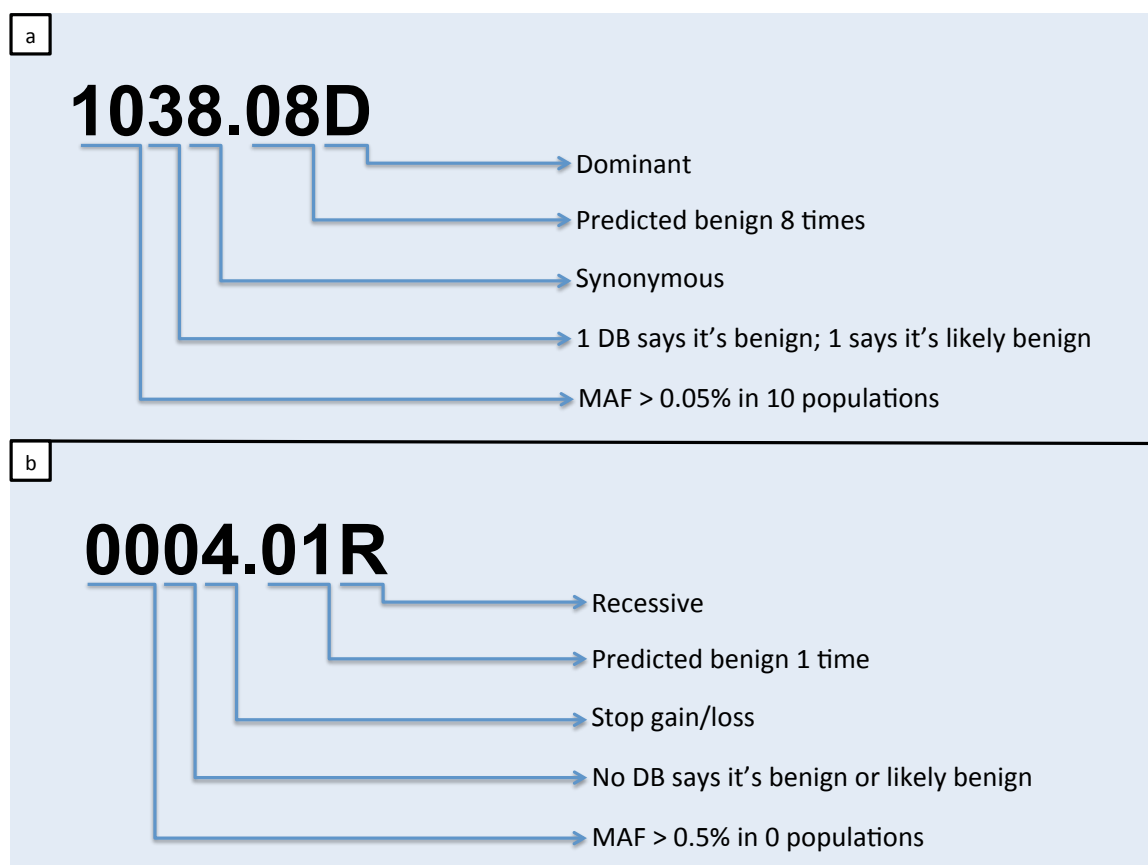 a
1038.08D
Dominant
Predicted benign 8 times
Synonymous
1 DB says it’s benign; 1 says it’s likely benign
MAF > 0.05% in 10 populations
b
0004.01R
Recessive
Predicted benign 1 time
Stop gain/loss
No DB says it’s benign or likely benign
MAF > 0.5% in 0 populations